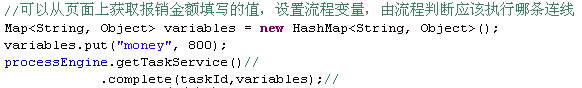 //可以从页面上获取报销金额填写的值，设置流程变量，由流程判断应该执行哪条连线
Map<String, Object> variables = new HashMap<String, Object>();
variables.put("money", 800);
processEngine.getTaskService()//
.complete(taskId,variables);//